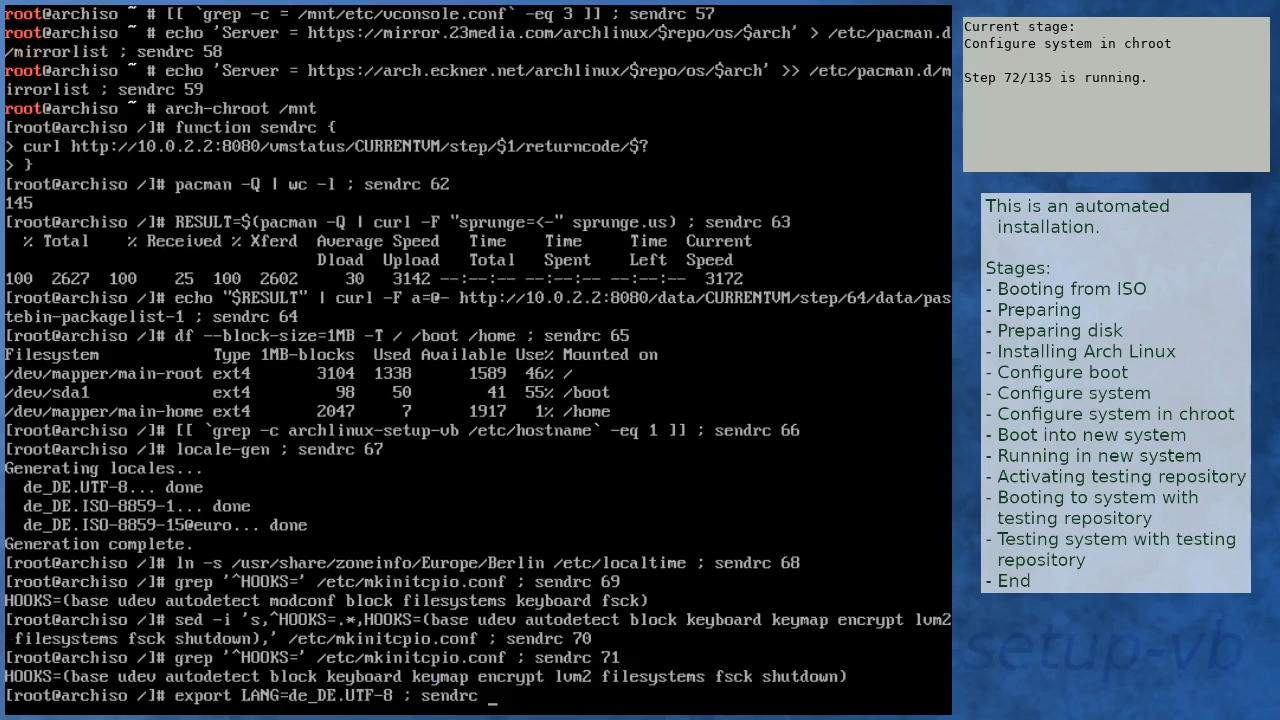 root@archiso ~ # [[ `grep -c = /mnt/etc/vconsole.conf` -eq 3 ]] ; sendrc 57
root@archiso ~ # echo 'Server = https://mirror.23media.com/archlinux/$repo/os/$arch' > /etc/pacman.d
/mirrorlist ; sendrc 58
root@archiso ~ # echo 'Server = https://arch.eckner.net/archlinux/$repo/os/$arch' >> /etc/pacman.d/m
irrorlist ; sendrc 59
root@archiso ~ # arch-chroot /mnt
[root@archiso /]# function sendrc {
> curl http://10.0.2.2:8080/vmstatus/CURRENTVM/step/$1/returncode/$?
> }
[root@archiso /]# pacman -Q | wc -l ; sendrc 62
145
[root@archiso /]# RESULT=$(pacman -Q | curl -F "sprunge=<-" sprunge.us) ; sendrc 63
  % Total    % Received % Xferd  Average Speed   Time    Time     Time  Current
                                 Dload  Upload   Total   Spent    Left  Speed
100  2627  100    25  100  2602     30   3142 --:--:-- --:--:-- --:--:--  3172
[root@archiso /]# echo "$RESULT" | curl -F a=@- http://10.0.2.2:8080/data/CURRENTVM/step/64/data/pas
tebin-packagelist-1 ; sendrc 64
[root@archiso /]# df --block-size=1MB -T / /boot /home ; sendrc 65
Filesystem            Type 1MB-blocks  Used Available Use% Mounted on
/dev/mapper/main-root ext4       3104  1338      1589  46% /
/dev/sda1             ext4         98    50        41  55% /boot
/dev/mapper/main-home ext4       2047     7      1917   1% /home
[root@archiso /]# [[ `grep -c archlinux-setup-vb /etc/hostname` -eq 1 ]] ; sendrc 66
[root@archiso /]# locale-gen ; sendrc 67
Generating locales...
  de_DE.UTF-8... done
  de_DE.ISO-8859-1... done
  de_DE.ISO-8859-15@euro... done
Generation complete.
[root@archiso /]# ln -s /usr/share/zoneinfo/Europe/Berlin /etc/localtime ; sendrc 68
[root@archiso /]# grep '^HOOKS=' /etc/mkinitcpio.conf ; sendrc 69
HOOKS=(base udev autodetect modconf block filesystems keyboard fsck)
[root@archiso /]# sed -i 's,^HOOKS=.*,HOOKS=(base udev autodetect block keyboard keymap encrypt lvm2
 filesystems fsck shutdown),' /etc/mkinitcpio.conf ; sendrc 70
[root@archiso /]# grep '^HOOKS=' /etc/mkinitcpio.conf ; sendrc 71
HOOKS=(base udev autodetect block keyboard keymap encrypt lvm2 filesystems fsck shutdown)
[root@archiso /]# export LANG=de_DE.UTF-8 ; sendrc _
Current stage:
Configure system in chroot
Step 72/135 is running.
This is an automated
installation.
Stages:
- Booting from ISO
- Preparing
- Preparing disk
- Installing Arch Linux
- Configure boot
- Configure system
- Configure system in chroot
- Boot into new system
- Running in new system
- Activating testing repository
- Booting to system with
testing repository
- Testing system with testing
repository
- End
setup-vb